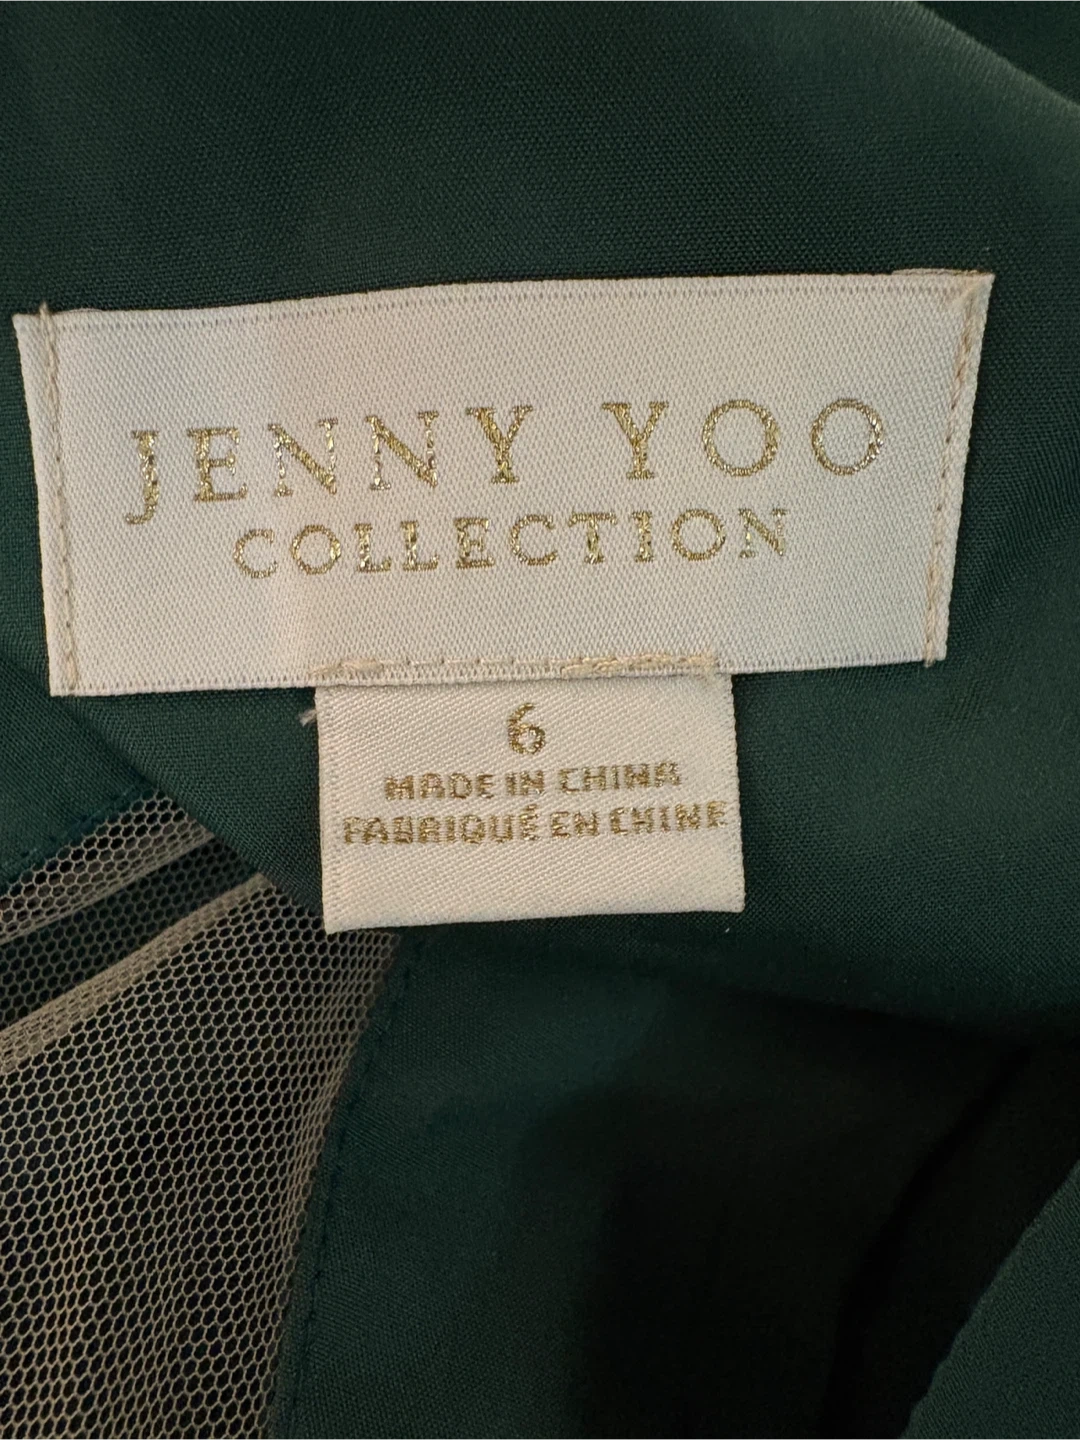 JENNY YOO
COLLECTION
6
MADE IN CHINA
FABRIQUÉ EN CHINE